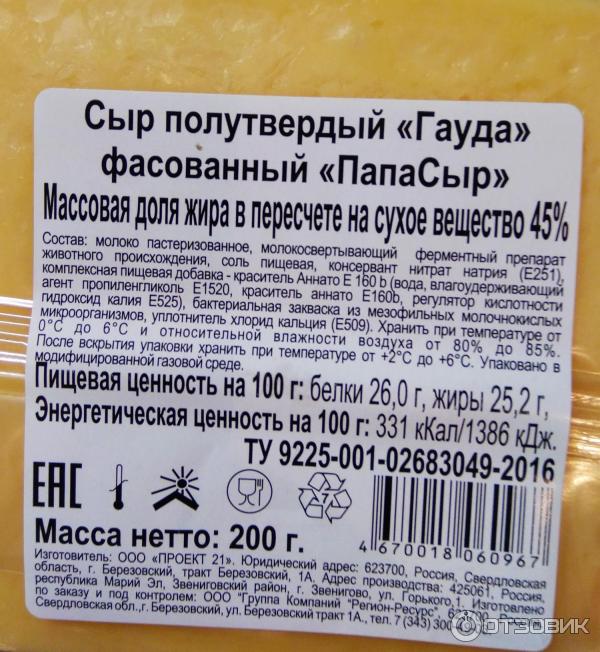 Сыр полутвердый «Гауда»
фасованный «ПапаСыр»
Массовая доля жира в пересчете на сухое вещество 45%
Состав: молоко пастеризованное, молокосвертывающий ферментный препарат
животного происхождения, соль пищевая, консервант нитрат натрия (Е251),
комплексная пищевая добавка - краситель Аннато Е 160 b (вода, влагоудерживающий
агент пропиленгликоль Е1520, краситель аннато Е160b, регулятор кислотности
гидроксид калия Е525), бактериальная закваска из мезофильных молочнокислых
микроорганизмов, уплотнитель хлорид кальция (Е509). Хранить при температуре от
0°С до 6°С и относительной влажности воздуха от 80% до 85%.
После вскрытия упаковки хранить при температуре от +2°С до +6°С. Упаковано в
модифицированной газовой среде.
Пищевая ценность на 100 г: белки 26,0 г, жиры 25,2 г,
Энергетическая ценность на 100 г: 331 кКал/1386 кДж.
ТУ 9225-001-02683049-2016
ЕАС
7
Масса нетто: 200 г.
4 670018 060967
Изготовитель: ООО «ПРОЕКТ 21». Юридический адрес: 623700, Россия, Свердловская
область, г. Березовский, тракт Березовский, 1А. Адрес производства: 425061, Россия,
республика Марий Эл, Звениговский район, г. Звенигово, ул. Горького,1. Изготовлено
по заказу и под контролем: ООО "Группа Компаний "Регион-Ресурс",
Свердловская обл.,г. Березовский, ул. Березовский тракт 1А., тел. 7 (343) 300-
ОТЗОВИК